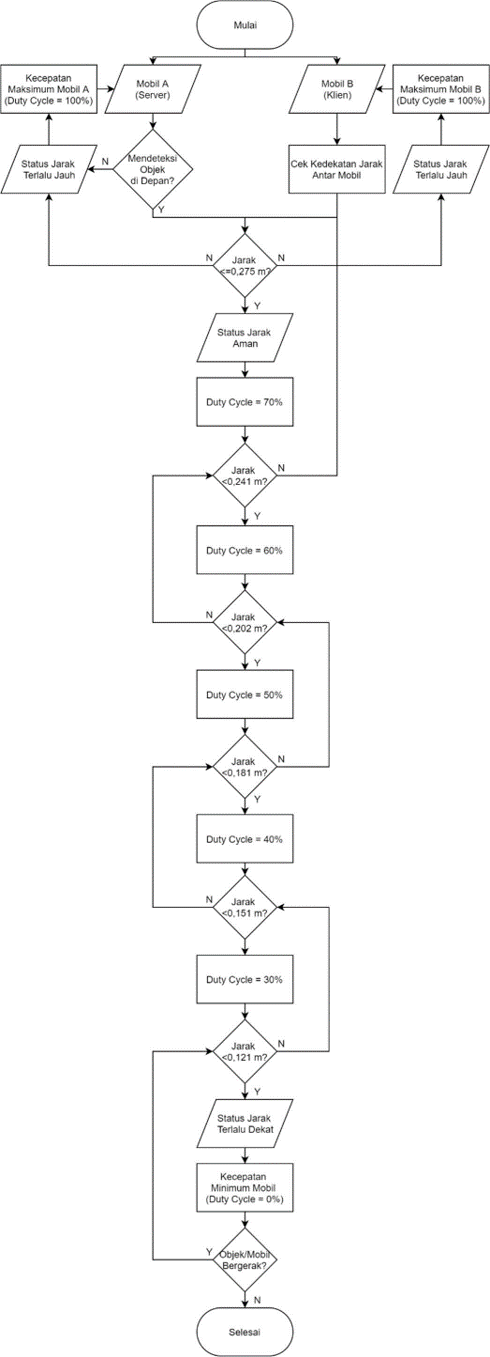 Mulai
Kecepatan
Maksimum Mobil A
(Duty Cycle = 100%)
Mobil A
(Server)
Mobil B
(Klien)
Kecepatan
Maksimum Mobil B
(Duty Cycle = 100%)
Status Jarak
Terlalu Jauh
N
Mendeteksi
Objek
di Depan?
Y
Cek Kedekatan Jarak
Antar Mobil
Status Jarak
Terlalu Jauh
N
Jarak
<=0,275 m?
N
Y
Status Jarak
Aman
Duty Cycle = 70%
Jarak
<0,241 m?
N
Y
Duty Cycle = 60%
N
Jarak
<0,202 m?
Y
Duty Cycle = 50%
Jarak
<0,181 m?
N
Y
Duty Cycle = 40%
N
Jarak
<0,151 m?
Y
Duty Cycle = 30%
Jarak
<0,121 m?
N
Y
Status Jarak
Terlalu Dekat
Kecepatan
Minimum Mobil
(Duty Cycle = 0%)
Y
Objek/Mobil
Bergerak?
N
Selesai